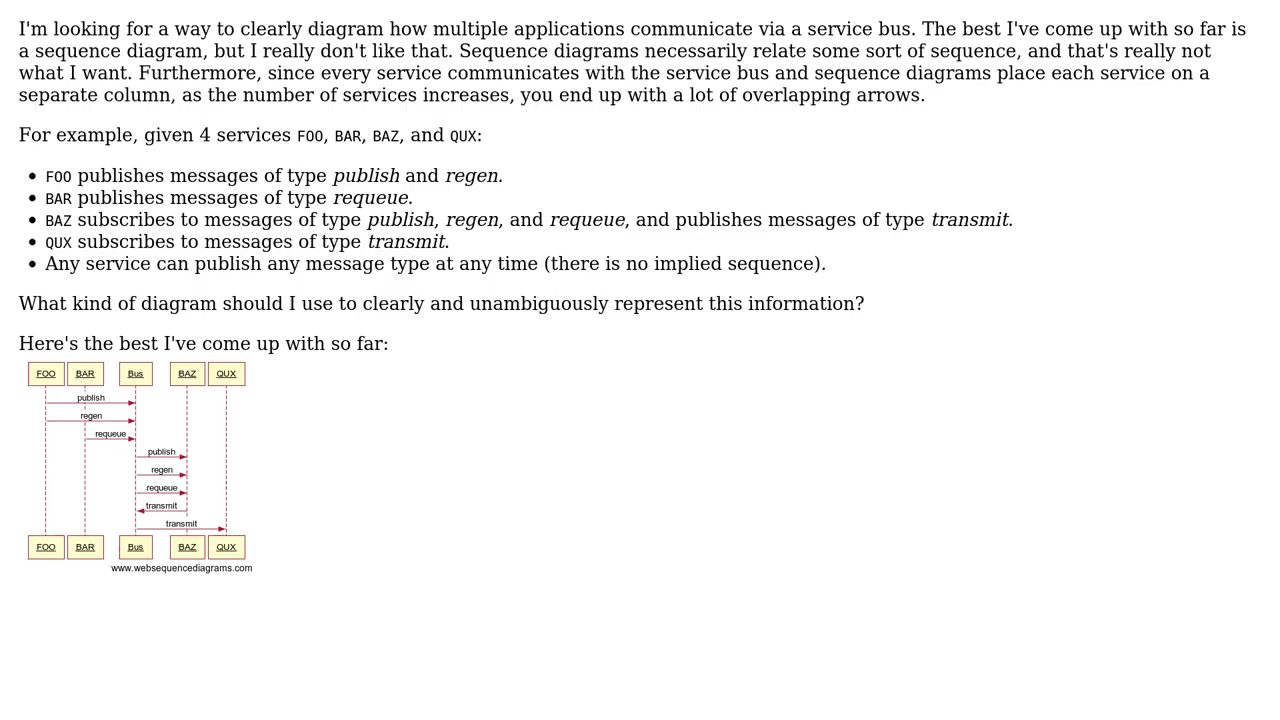 I'm looking for a way to clearly diagram how multiple applications communicate via a service bus. The best I've come up with so far is
a sequence diagram, but I really don't like that. Sequence diagrams necessarily relate some sort of sequence, and that's really not
what I want. Furthermore, since every service communicates with the service bus and sequence diagrams place each service on a
separate column, as the number of services increases, you end up with a lot of overlapping arrows.
For example, given 4 services FOO, BAR, BAZ, and QUX:
• FOO publishes messages of type publish and regen.
• BAR publishes messages of type requeue.
• BAZ subscribes to messages of type publish, regen, and requeue, and publishes messages of type transmit.
• QUX subscribes to messages of type transmit.
• Any service can publish any message type at any time (there is no implied sequence).
What kind of diagram should I use to clearly and unambiguously represent this information?
Here's the best I've come up with so far:
FOO BAR Bus BAZ QUX
publish
regen
requeue
publish
regen
requeue
transmit
transmit
FOO BAR Bus BAZ QUX
www.websequencediagrams.com